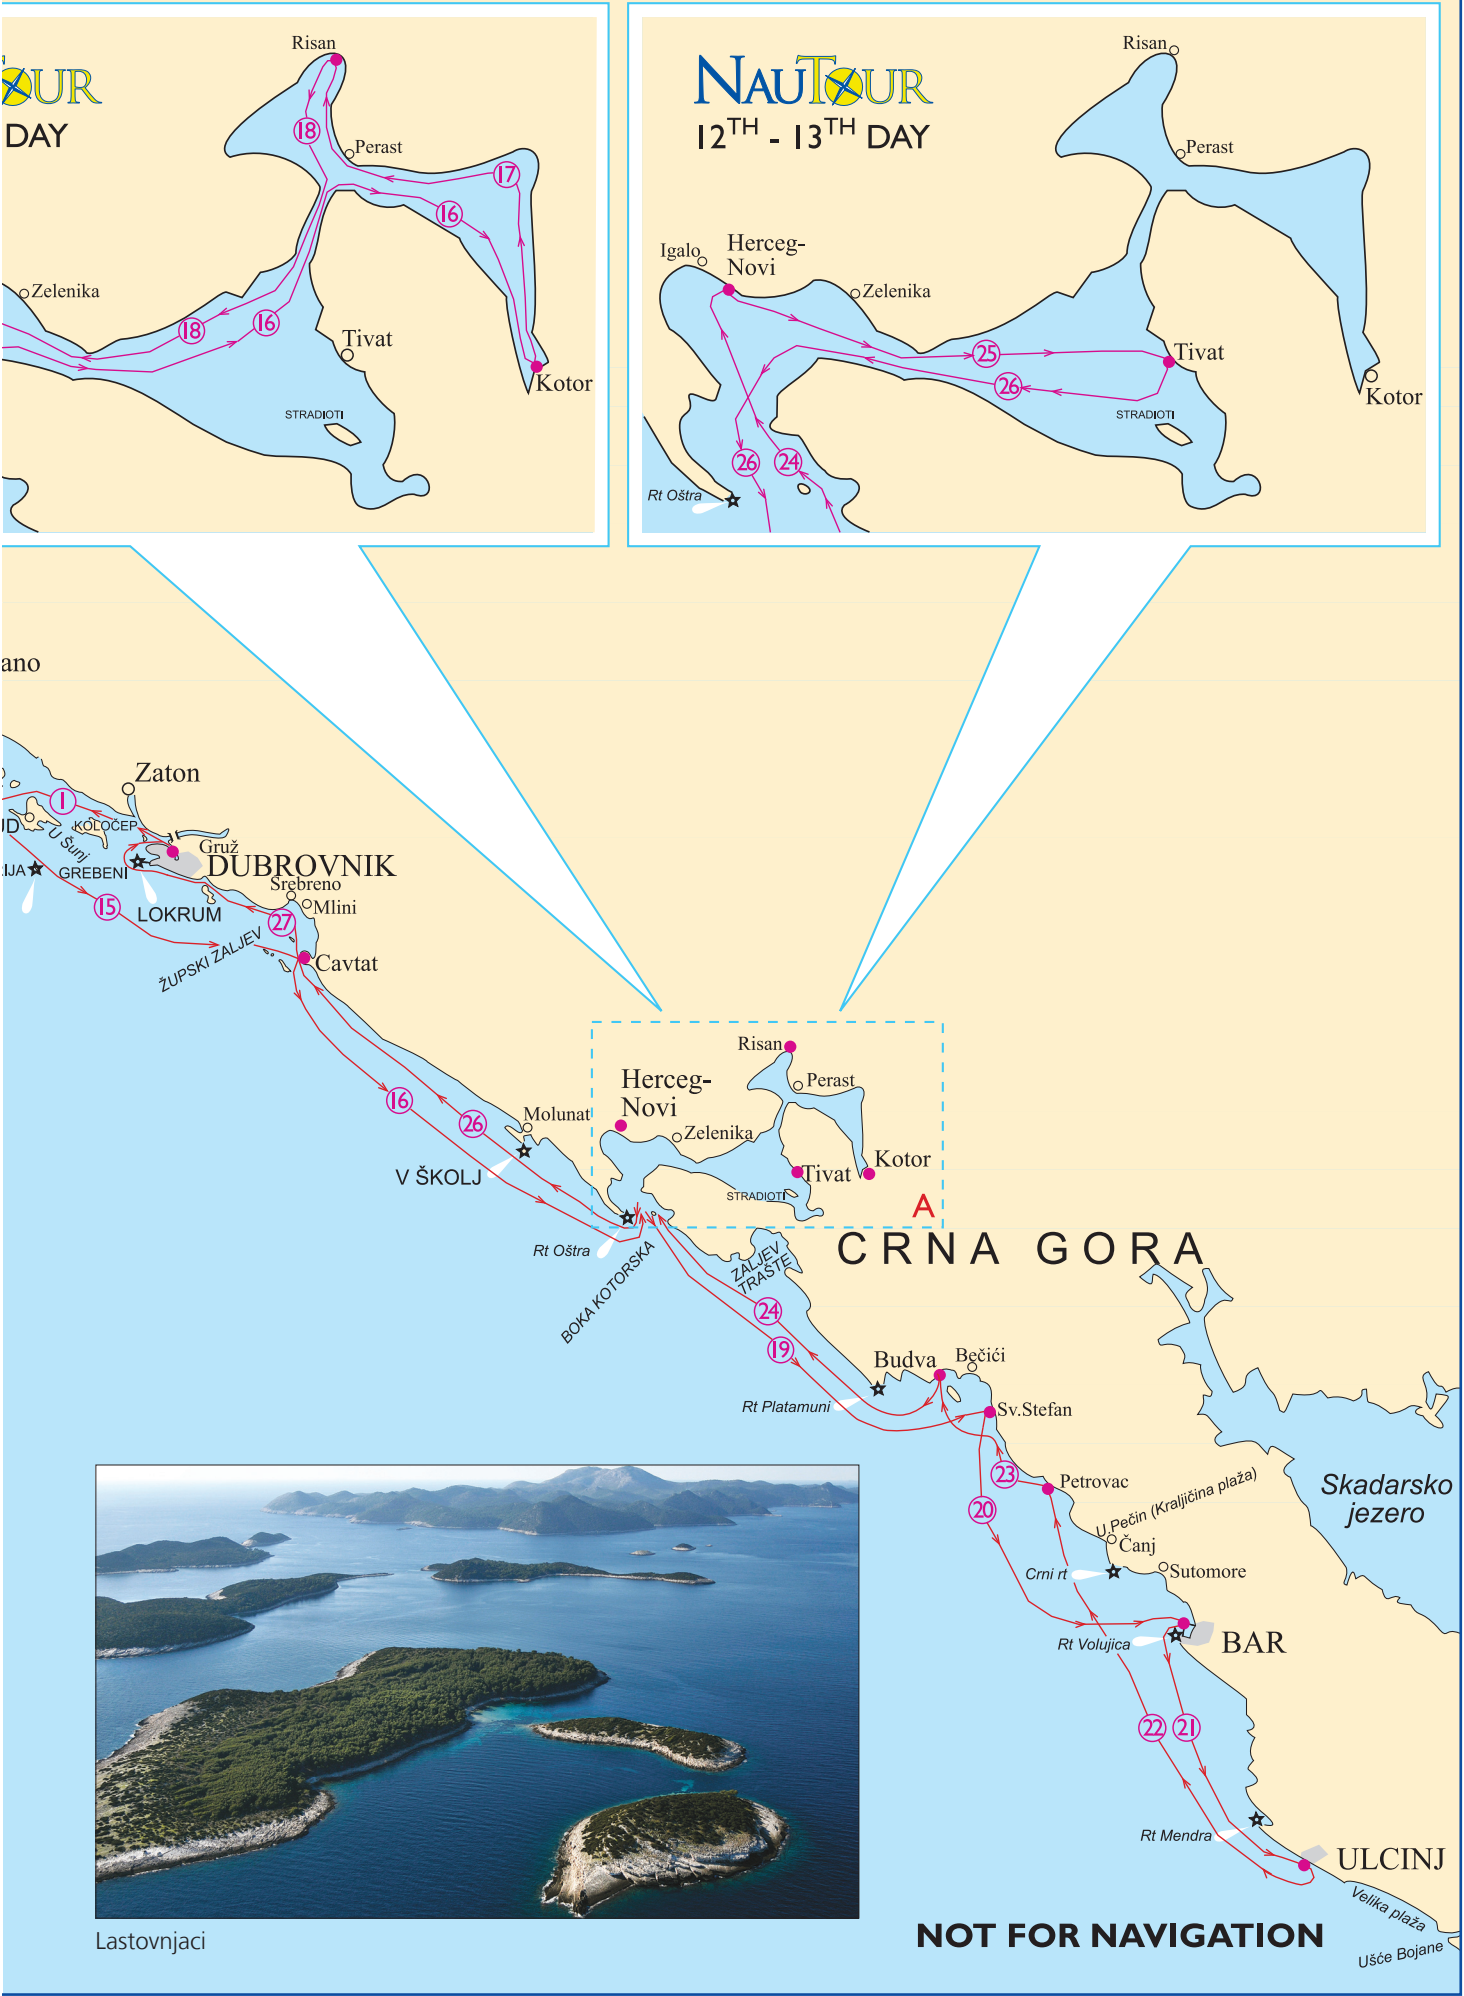 OUR
DAY
Risan
18
Perast
17
16
Zelenika
18
16
Tivat
STRADIOTI
Kotor
NAUTOUR
12TH - 13TH DAY
Risan
Perast
Igalo
Herceg-
Novi
Zelenika
25
Tivat
26
Kotor
STRADIOTI
26
24
Rt Oštra
ano
Zaton
1
UD
U Šunj
KOLOČEP
Gruž
DUBROVNIK
RIJA
GREBENI
Srebreno
Mlini
15
LOKRUM
27
ŽUPSKI ZALJEV
Cavtat
16
26
Molunat
V ŠKOLJ
Rt Oštra
BOKA KOTORSKA
Risan
Perast
Herceg-
Novi
Zelenika
Tivat
Kotor
STRADIOTI
A
CRNA GORA
ZALJEV
TRAŠTE
24
19
Budva
Bečići
Rt Platamuni
Sv.Stefan
23
Petrovac
20
U.Pečin (Kraljičina plaža)
Čanj
Skadarsko
jezero
Crni rt
Sutomore
Rt Volujica
BAR
22
21
Rt Mendra
ULCINJ
Velika plaža
Ušće Bojane
Lastovnjaci
NOT FOR NAVIGATION